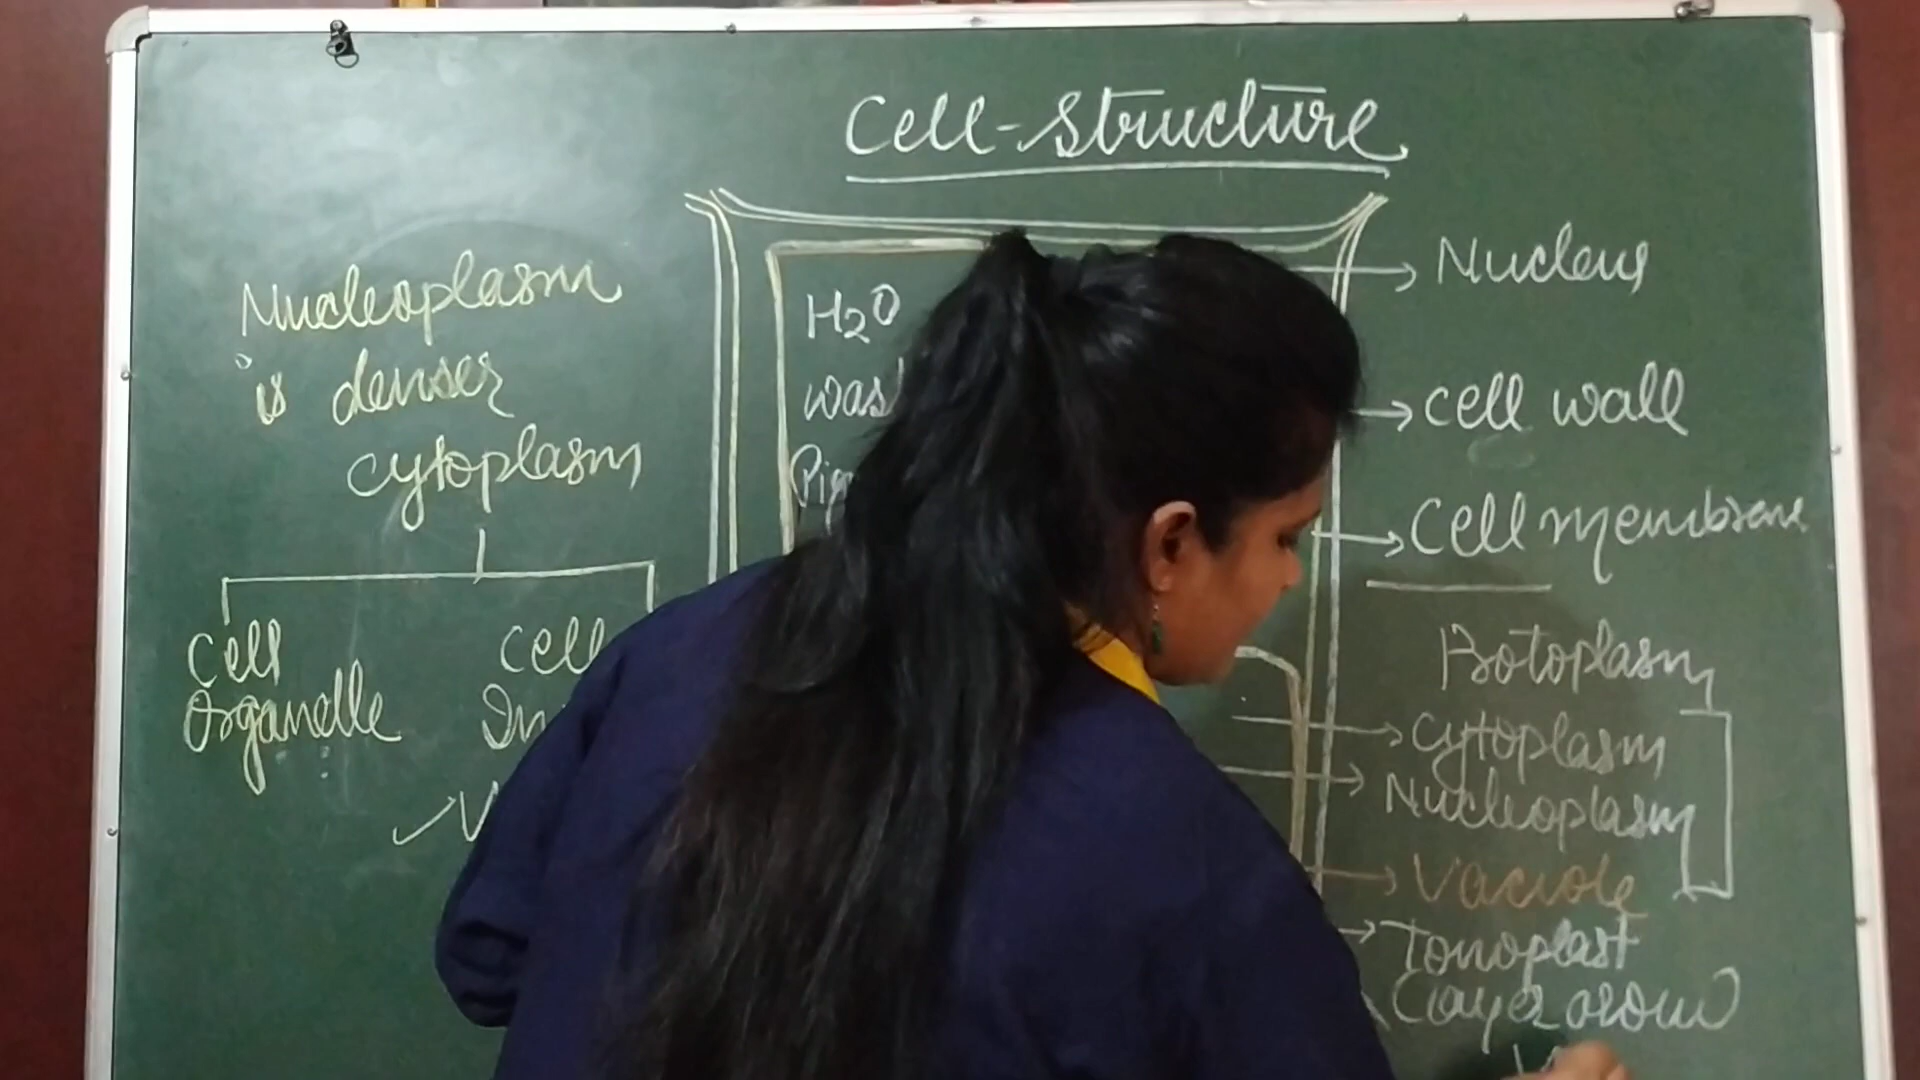 Cell-Structure
Nucleoplasm
is denser
cytoplasm
Cell
Organelle
Cell
H2O
Nucleus
Cell wall
Cell membrane
Protoplasm
Cytoplasm
Nucleoplasm
Vacuole
Tonoplast
(layer